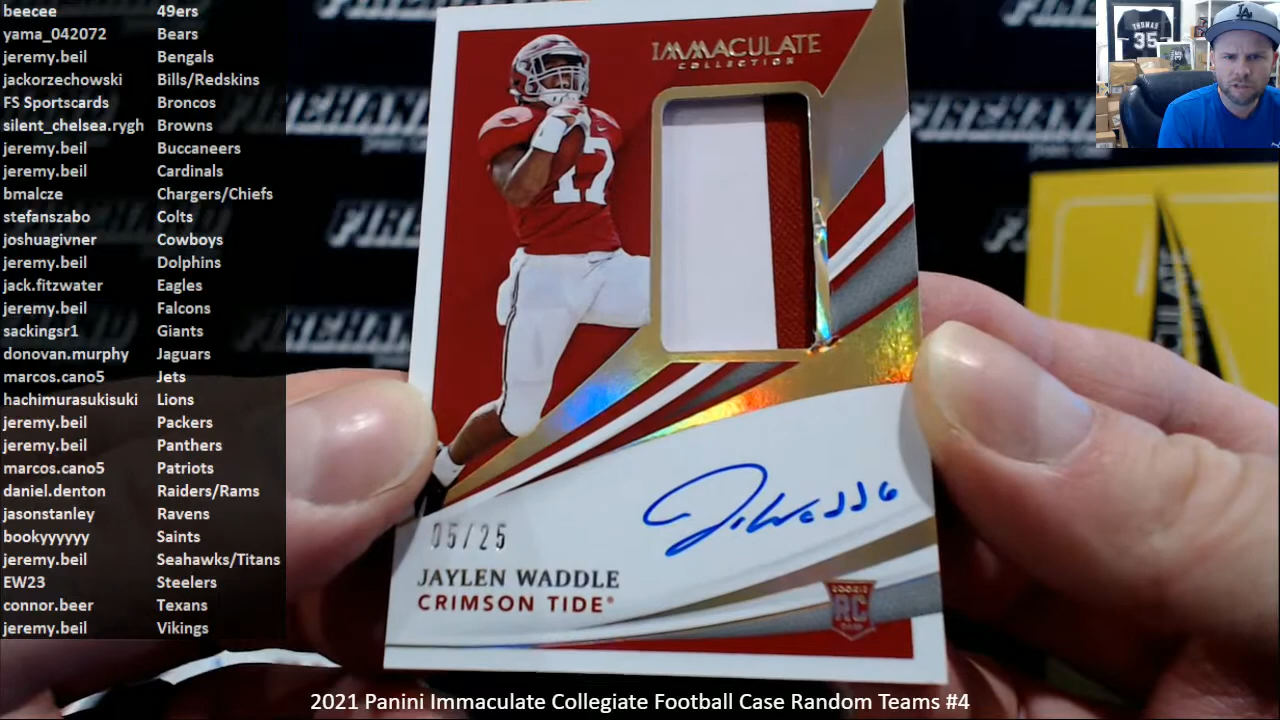 beecee 49ers
yama_042072 Bears
jeremy.beil Bengals
jackorzechowski Bills/Redskins
FS Sportscards Broncos
silent_chelsea.rygh Browns
jeremy.beil Buccaneers
jeremy.beil Cardinals
bmalcze Chargers/Chiefs
stefanszabo Colts
joshuagivner Cowboys
jeremy.beil Dolphins
jack.fitzwater Eagles
jeremy.beil Falcons
sackingsr1 Giants
donovan.murphy Jaguars
marcos.cano5 Jets
hachimurasukisuki Lions
jeremy.beil Packers
jeremy.beil Panthers
marcos.cano5 Patriots
daniel.denton Raiders/Rams
jasonstanley Ravens
bookyyyyyy Saints
jeremy.beil Seahawks/Titans
EW23 Steelers
connor.beer Texans
jeremy.beil Vikings
IMMACULATE
COLLECTION
17
05/25
JAYLEN WADDLE
CRIMSON TIDE
ROOKIE
RC
THOMAS
35
LA
2021 Panini Immaculate Collegiate Football Case Random Teams #4